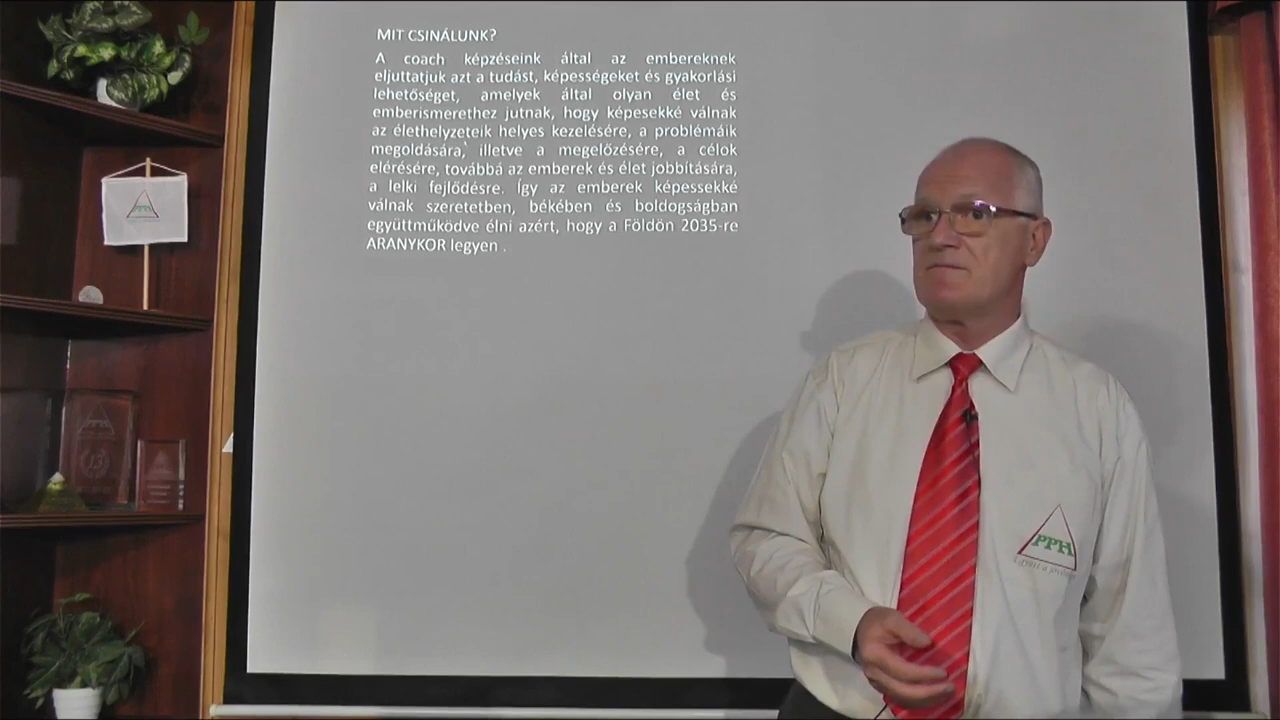 MIT CSINÁLUNK?
A coach képzéseink által az embereknek
eljuttatjuk azt a tudást, képességeket és gyakorlási
lehetőséget, amelyek által olyan élet és
emberismerethez jutnak, hogy képesekké válnak
az élethelyzeteik helyes kezelésére, a problémáik
megoldására, illetve a megelőzésére, a célok
elérésére, továbbá az emberek és élet jobbítására,
a lelki fejlődésre. Így az emberek képessekké
válnak szeretetben, békében és boldogságban
együttműködve élni azért, hogy a Földön 2035-re
ARANYKOR legyen .
PPH
Együtt a
13